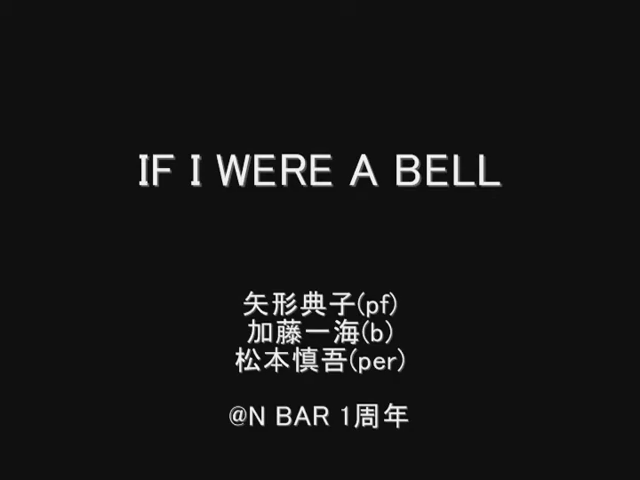 IF I WERE A BELL
矢形典子(pf)
加藤一海(b)
松本慎吾(per)
@N BAR 1周年